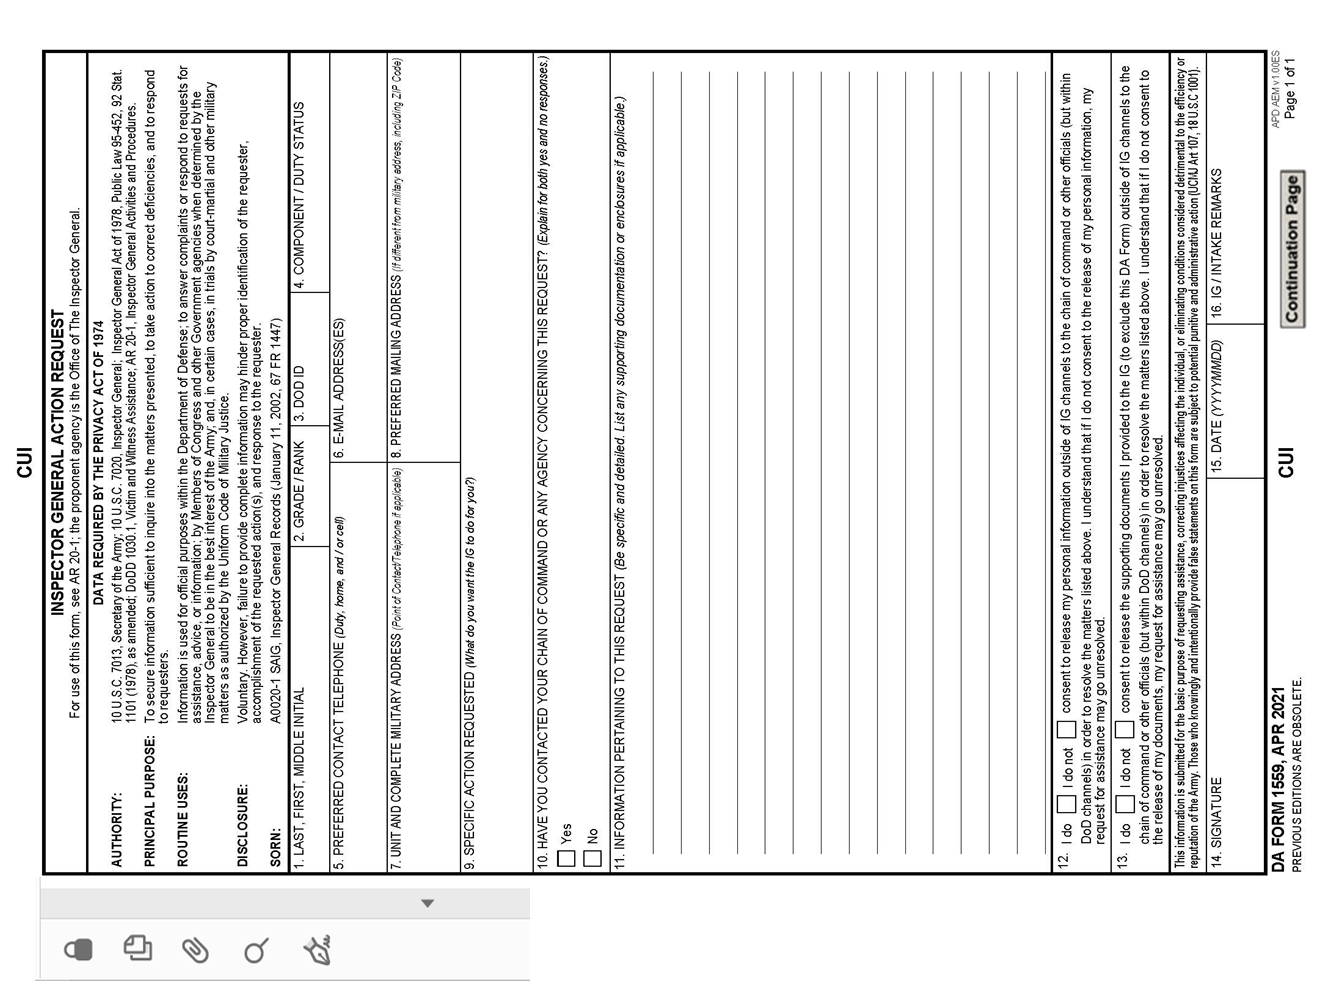 CUI
INSPECTOR GENERAL ACTION REQUEST
For use of this form, see AR 20-1; the proponent agency is the Office of The Inspector General.
DATA REQUIRED BY THE PRIVACY ACT OF 1974
AUTHORITY: 10 U.S.C. 7013, Secretary of the Army; 10 U.S.C. 7020, Inspector General; Inspector General Act of 1978, Public Law 95-452, 92 Stat.
1101 (1978), as amended; DoDD 1030.1, Victim and Witness Assistance; AR 20-1, Inspector General Activities and Procedures.
PRINCIPAL PURPOSE: To secure information sufficient to inquire into the matters presented, to take action to correct deficiencies, and to respond
to requesters.
ROUTINE USES: Information is used for official purposes within the Department of Defense; to answer complaints or respond to requests for
assistance, advice, or information; by Members of Congress and other Government agencies when determined by the
Inspector General to be in the best interest of the Army; and, in certain cases, in trials by court-martial and other military
matters as authorized by the Uniform Code of Military Justice.
DISCLOSURE: Voluntary. However, failure to provide complete information may hinder proper identification of the requester,
accomplishment of the requested action(s), and response to the requester.
SORN: A0020-1 SAIG, Inspector General Records (January 11, 2002, 67 FR 1447)
1. LAST, FIRST, MIDDLE INITIAL 2. GRADE / RANK 3. DOD ID 4. COMPONENT / DUTY STATUS
5. PREFERRED CONTACT TELEPHONE (Duty, home, and / or cell) 6. E-MAIL ADDRESS(ES)
7. UNIT AND COMPLETE MILITARY ADDRESS (Point of Contact/Telephone if applicable) 8. PREFERRED MAILING ADDRESS (If different from military address, including ZIP Code)
9. SPECIFIC ACTION REQUESTED (What do you want the IG to do for you?)
10. HAVE YOU CONTACTED YOUR CHAIN OF COMMAND OR ANY AGENCY CONCERNING THIS REQUEST? (Explain for both yes and no responses.)
Yes
No
11. INFORMATION PERTAINING TO THIS REQUEST (Be specific and detailed. List any supporting documentation or enclosures if applicable.)
12. I do I do not consent to release my personal information outside of IG channels to the chain of command or other officials (but within
DoD channels) in order to resolve the matters listed above. I understand that if I do not consent to the release of my personal information, my
request for assistance may go unresolved.
13. I do I do not consent to release the supporting documents I provided to the IG (to exclude this DA Form) outside of IG channels to the
chain of command or other officials (but within DoD channels) in order to resolve the matters listed above. I understand that if I do not consent to
the release of my documents, my request for assistance may go unresolved.
This information is submitted for the basic purpose of requesting assistance, correcting injustices affecting the individual, or eliminating conditions considered detrimental to the efficiency or
reputation of the Army. Those who knowingly and intentionally provide false statements on this form are subject to potential punitive and administrative action (UCMJ Art 107, 18 U.S.C 1001).
14. SIGNATURE 15. DATE (YYYYMMDD) 16. IG / INTAKE REMARKS
DA FORM 1559, APR 2021 APD AEM v1.00ES
PREVIOUS EDITIONS ARE OBSOLETE. CUI Continuation Page Page 1 of 1